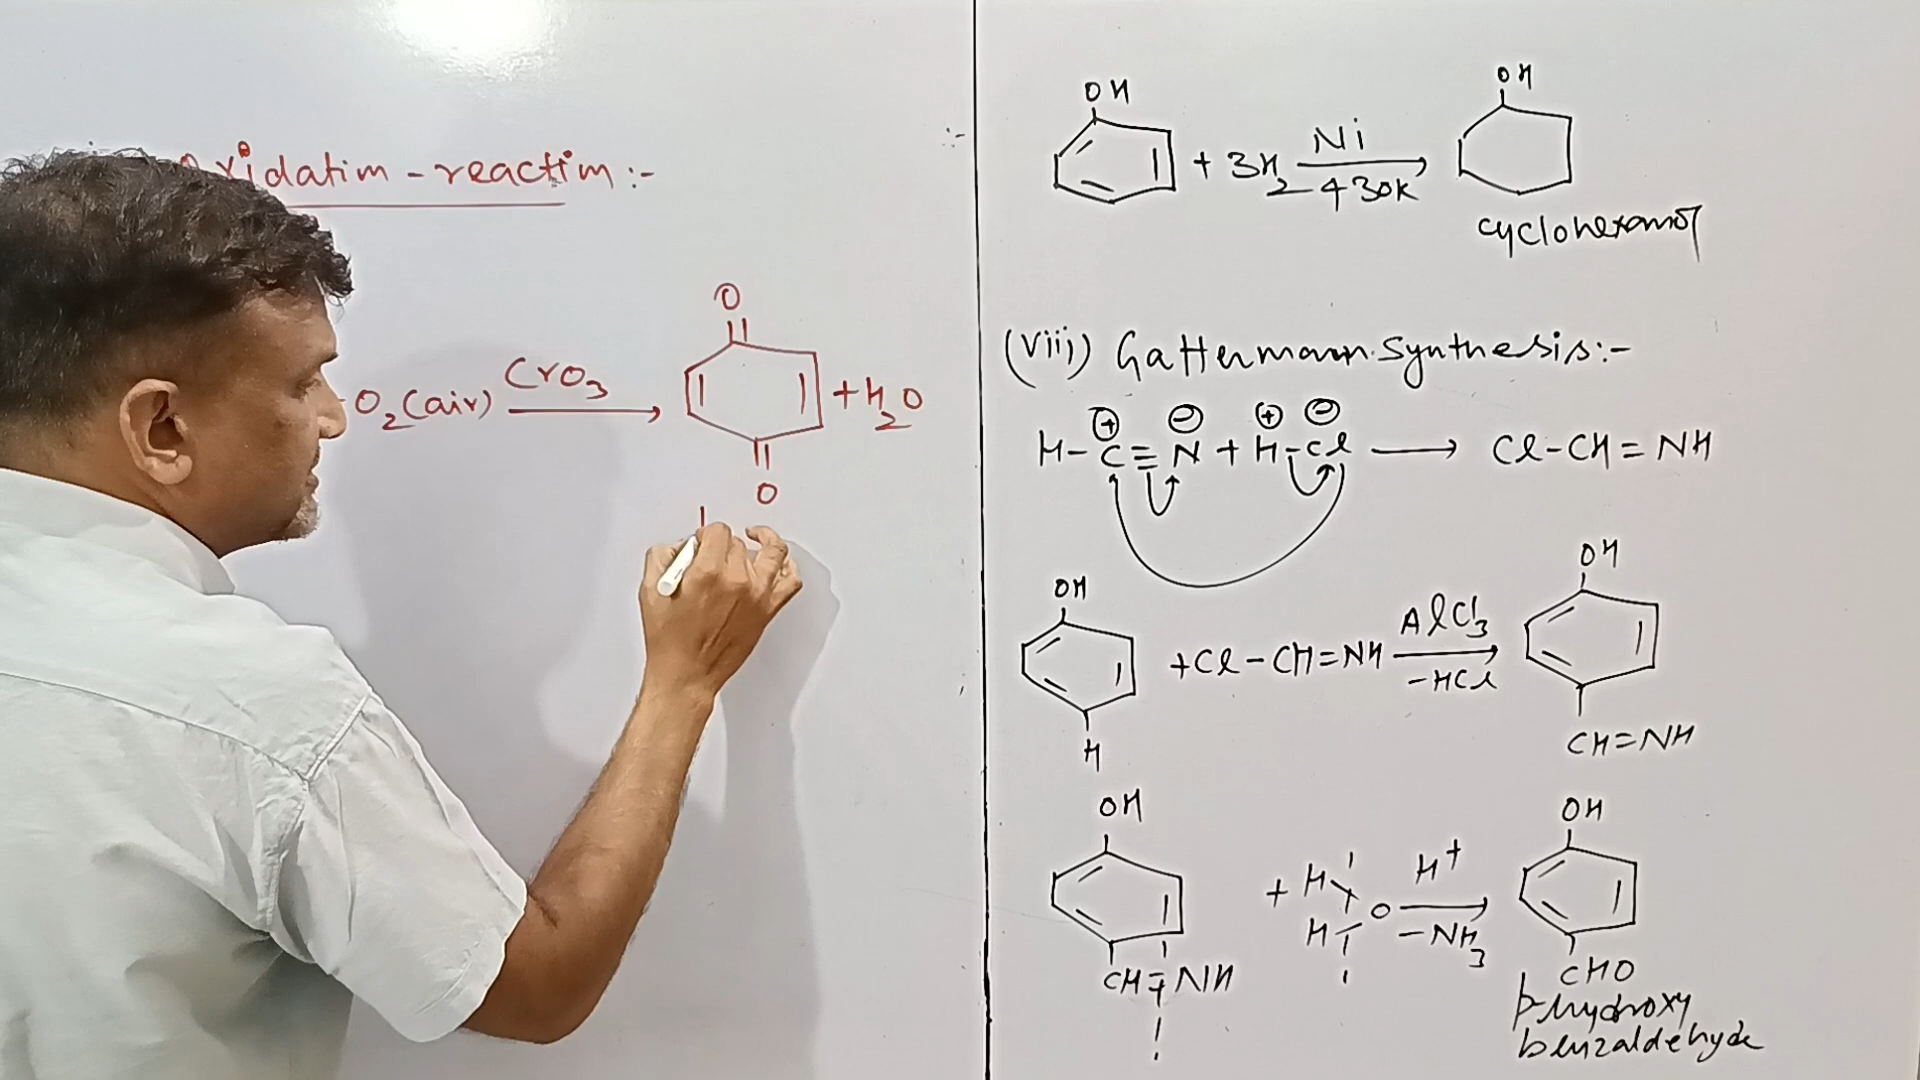 Oxidation-reaction:-
O₂(air) CrO₃ → O O + H₂O
OH + 3H₂ Ni 430K → OH
cyclohexanol
(viii) Gattermann Synthesis:-
H-C≡N + H-Cl → Cl-CH=NH
OH H + Cl-CH=NH AlCl₃ -HCl → OH CH=NH
OH CH=NH + H H O H⁺ -NH₃ → OH CHO
p-hydroxy
benzaldehyde